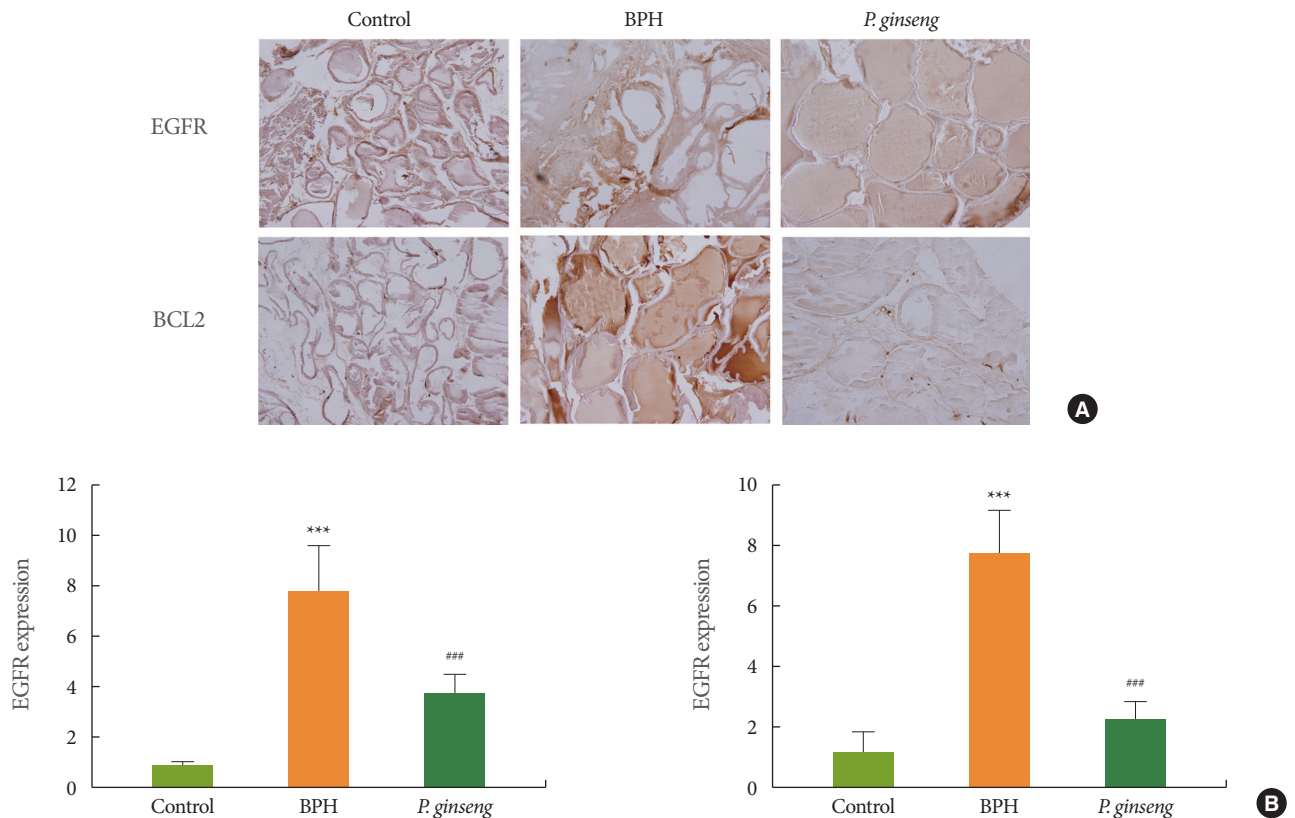 Control BPH P. ginseng
EGFR
BCL2
A
12
10
8
6
4
2
0
EGFR expression
***
###
Control BPH P. ginseng
10
8
6
4
2
0
EGFR expression
***
###
Control BPH P. ginseng
B